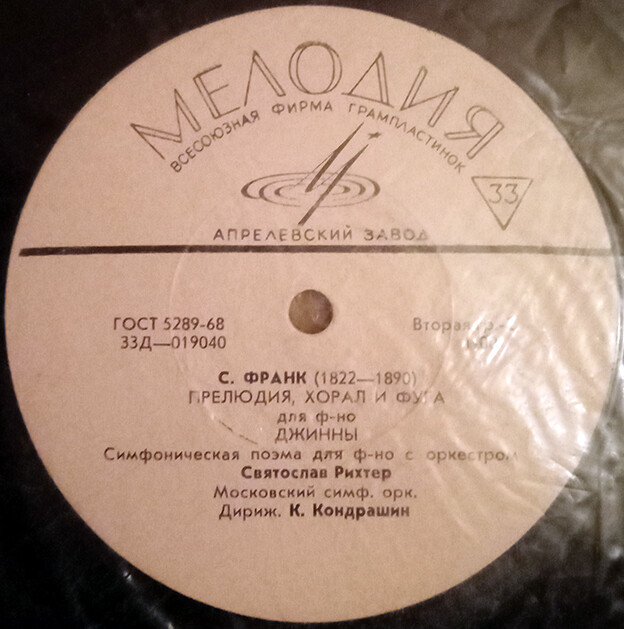 МЕЛОДИЯ
ВСЕСОЮЗНАЯ ФИРМА ГРАМПЛАСТИНОК
33
АПРЕЛЕВСКИЙ ЗАВОД
ГОСТ 5289-68
Вторая
33Д—019040
С. ФРАНК (1822—1890)
ПРЕЛЮДИЯ, ХОРАЛ И ФУГА
для ф-но
ДЖИННЫ
Симфоническая поэма для ф-но с оркестром
Святослав Рихтер
Московский симф. орк.
Дириж. К. Кондрашин